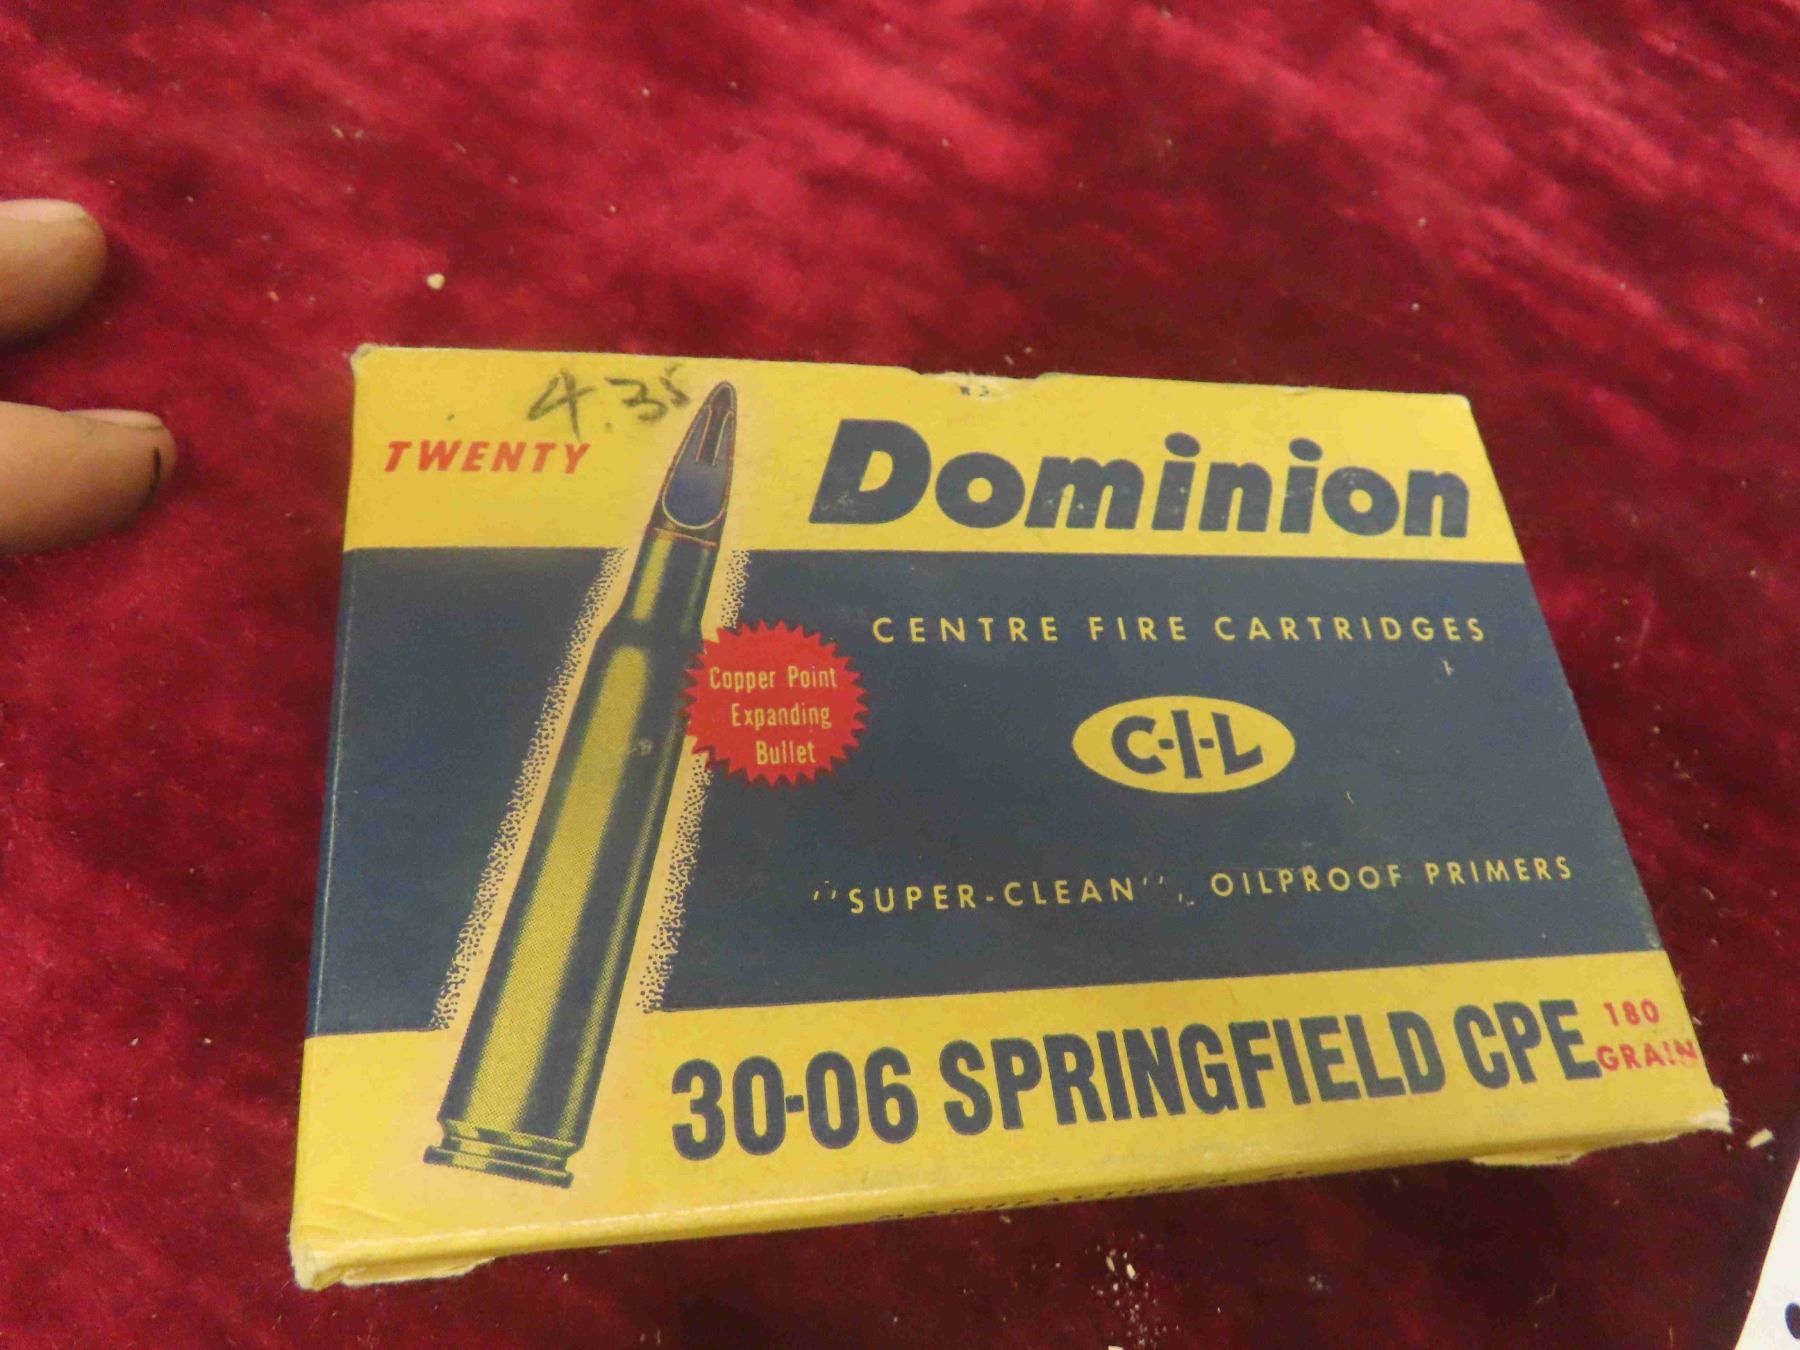 4.35
TWENTY
Dominion
CENTRE FIRE CARTRIDGES
Copper Point
Expanding
Bullet
C-I-L
"SUPER-CLEAN", OILPROOF PRIMERS
30-06 SPRINGFIELD CPE
180
GRAIN
MANUFACTURED